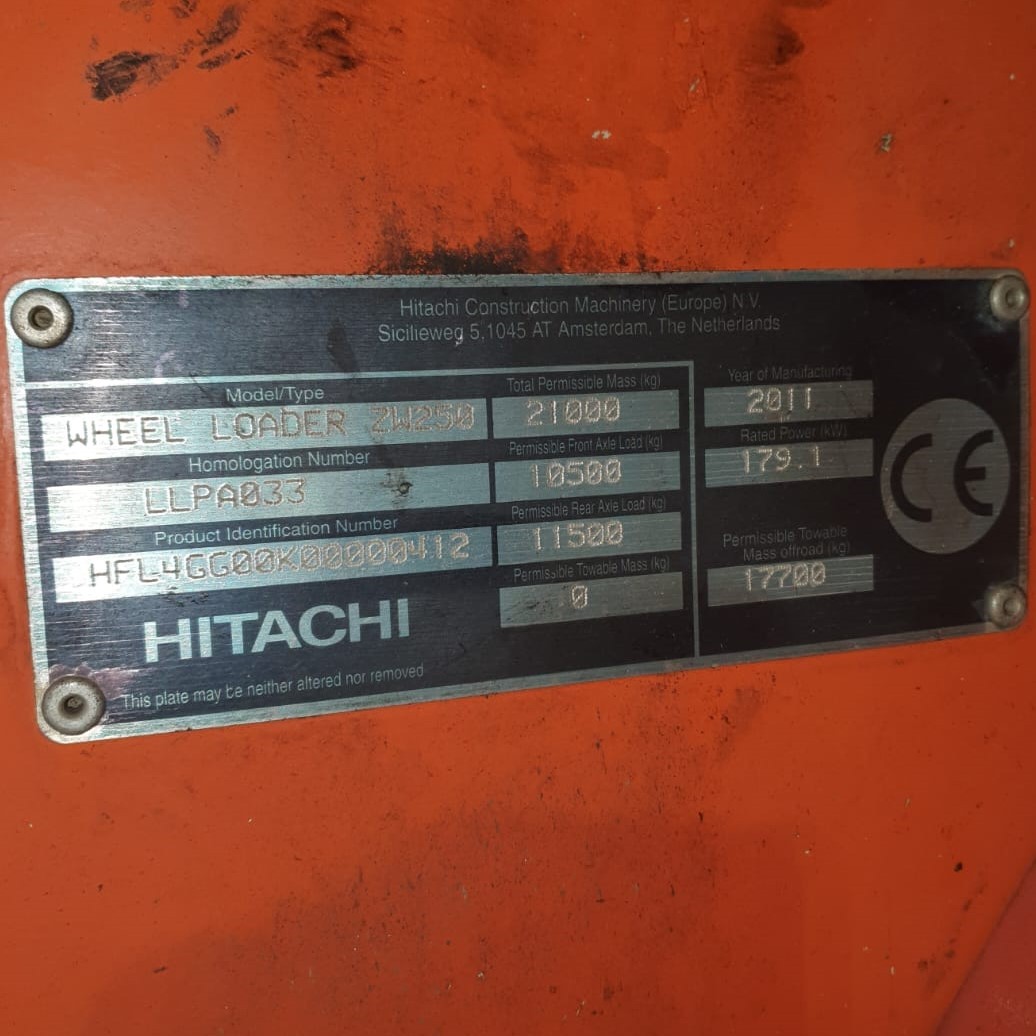 Hitachi Construction Machinery (Europe) N.V.
Sicilieweg 5,1045 AT Amsterdam, The Netherlands
Model/Type
WHEEL LOADER ZW250
Homologation Number
LLPA033
Product Identification Number
HFL4GG00K00000412
HITACHI
This plate may be neither altered nor removed
Total Permissible Mass (kg)
21000
Permissible Front Axle Load (kg)
10500
Permissible Rear Axle Load (kg)
11500
Permissible Towable Mass (kg)
0
Year of Manufacturing
2011
Rated Power (kW)
179.1
Permissible Towable
Mass offroad (kg)
17700
CE